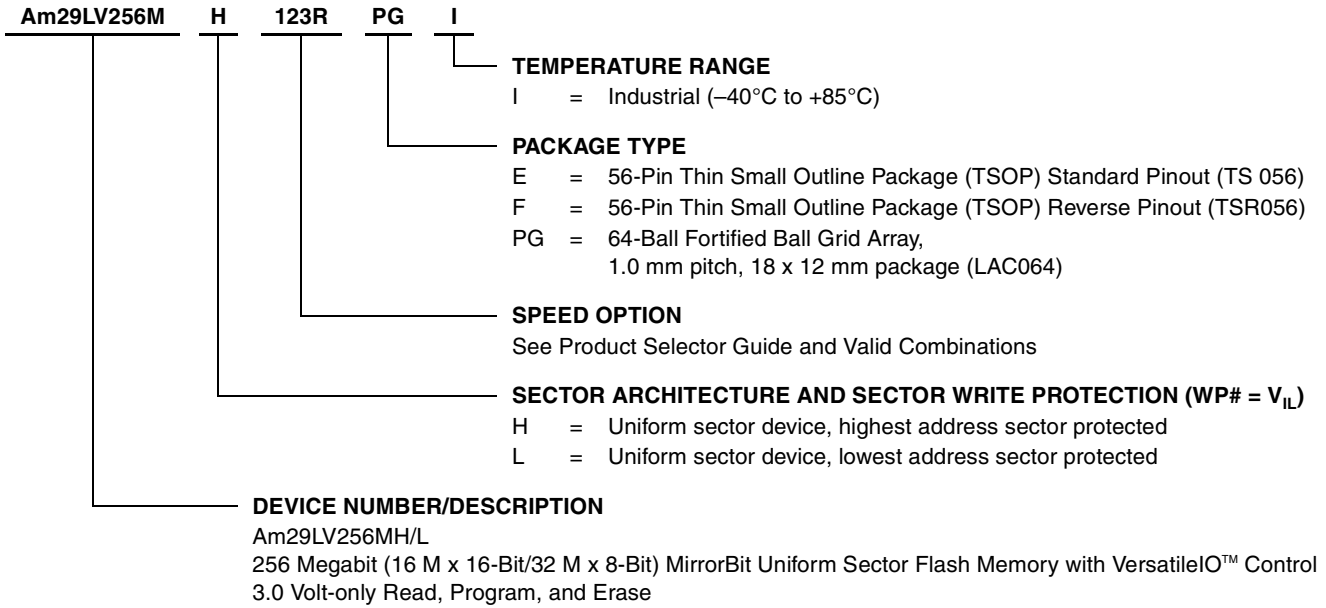 Am29LV256M H 123R PG I
TEMPERATURE RANGE
I = Industrial (–40°C to +85°C)
PACKAGE TYPE
E = 56-Pin Thin Small Outline Package (TSOP) Standard Pinout (TS 056)
F = 56-Pin Thin Small Outline Package (TSOP) Reverse Pinout (TSR056)
PG = 64-Ball Fortified Ball Grid Array,
1.0 mm pitch, 18 x 12 mm package (LAC064)
SPEED OPTION
See Product Selector Guide and Valid Combinations
SECTOR ARCHITECTURE AND SECTOR WRITE PROTECTION (WP# = VIL)
H = Uniform sector device, highest address sector protected
L = Uniform sector device, lowest address sector protected
DEVICE NUMBER/DESCRIPTION
Am29LV256MH/L
256 Megabit (16 M x 16-Bit/32 M x 8-Bit) MirrorBit Uniform Sector Flash Memory with VersatileIO™ Control
3.0 Volt-only Read, Program, and Erase